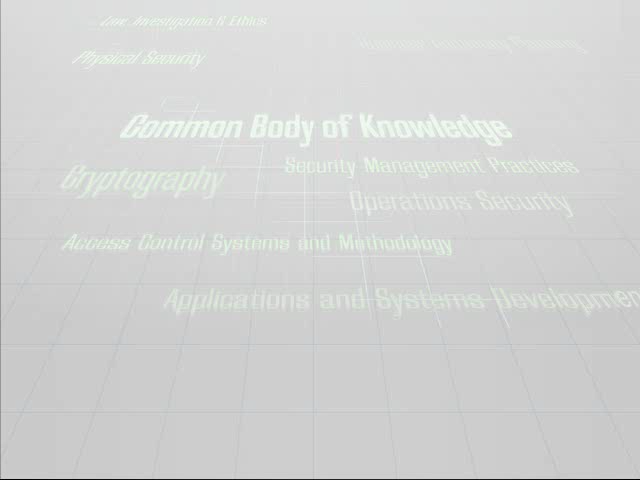 Law, Investigation & Ethics
Physical Security
Common Body of Knowledge
Security Management Practices
Cryptography
Operations Security
Access Control Systems and Methodology
Applications and Systems Developmen